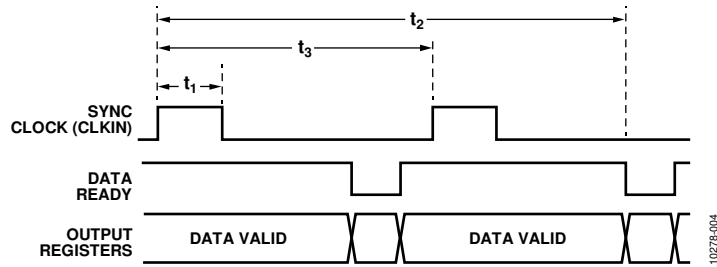 t2
t3
t1
SYNC
CLOCK (CLKIN)
DATA
READY
OUTPUT
REGISTERS
DATA VALID
DATA VALID
10278-004